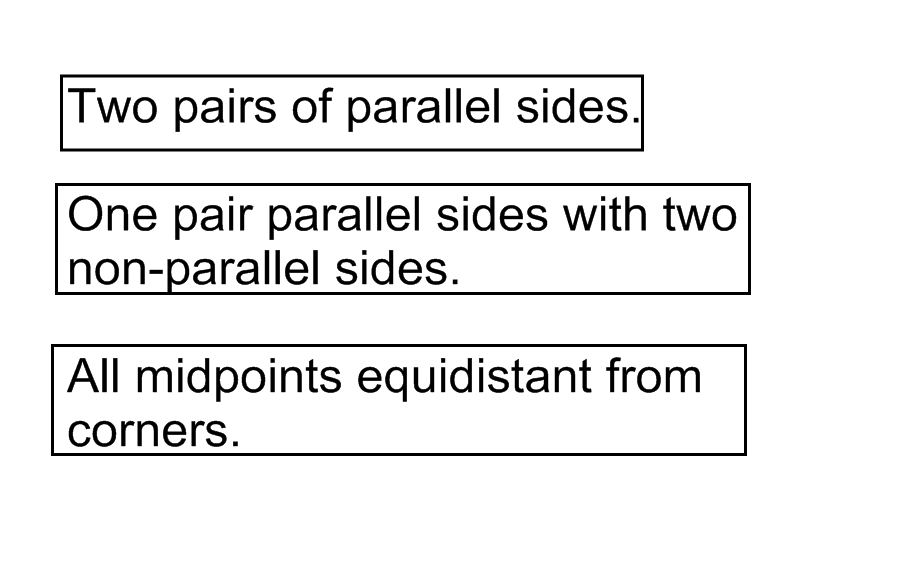 Two pairs of parallel sides.
One pair parallel sides with two
non-parallel sides.
All midpoints equidistant from
corners.